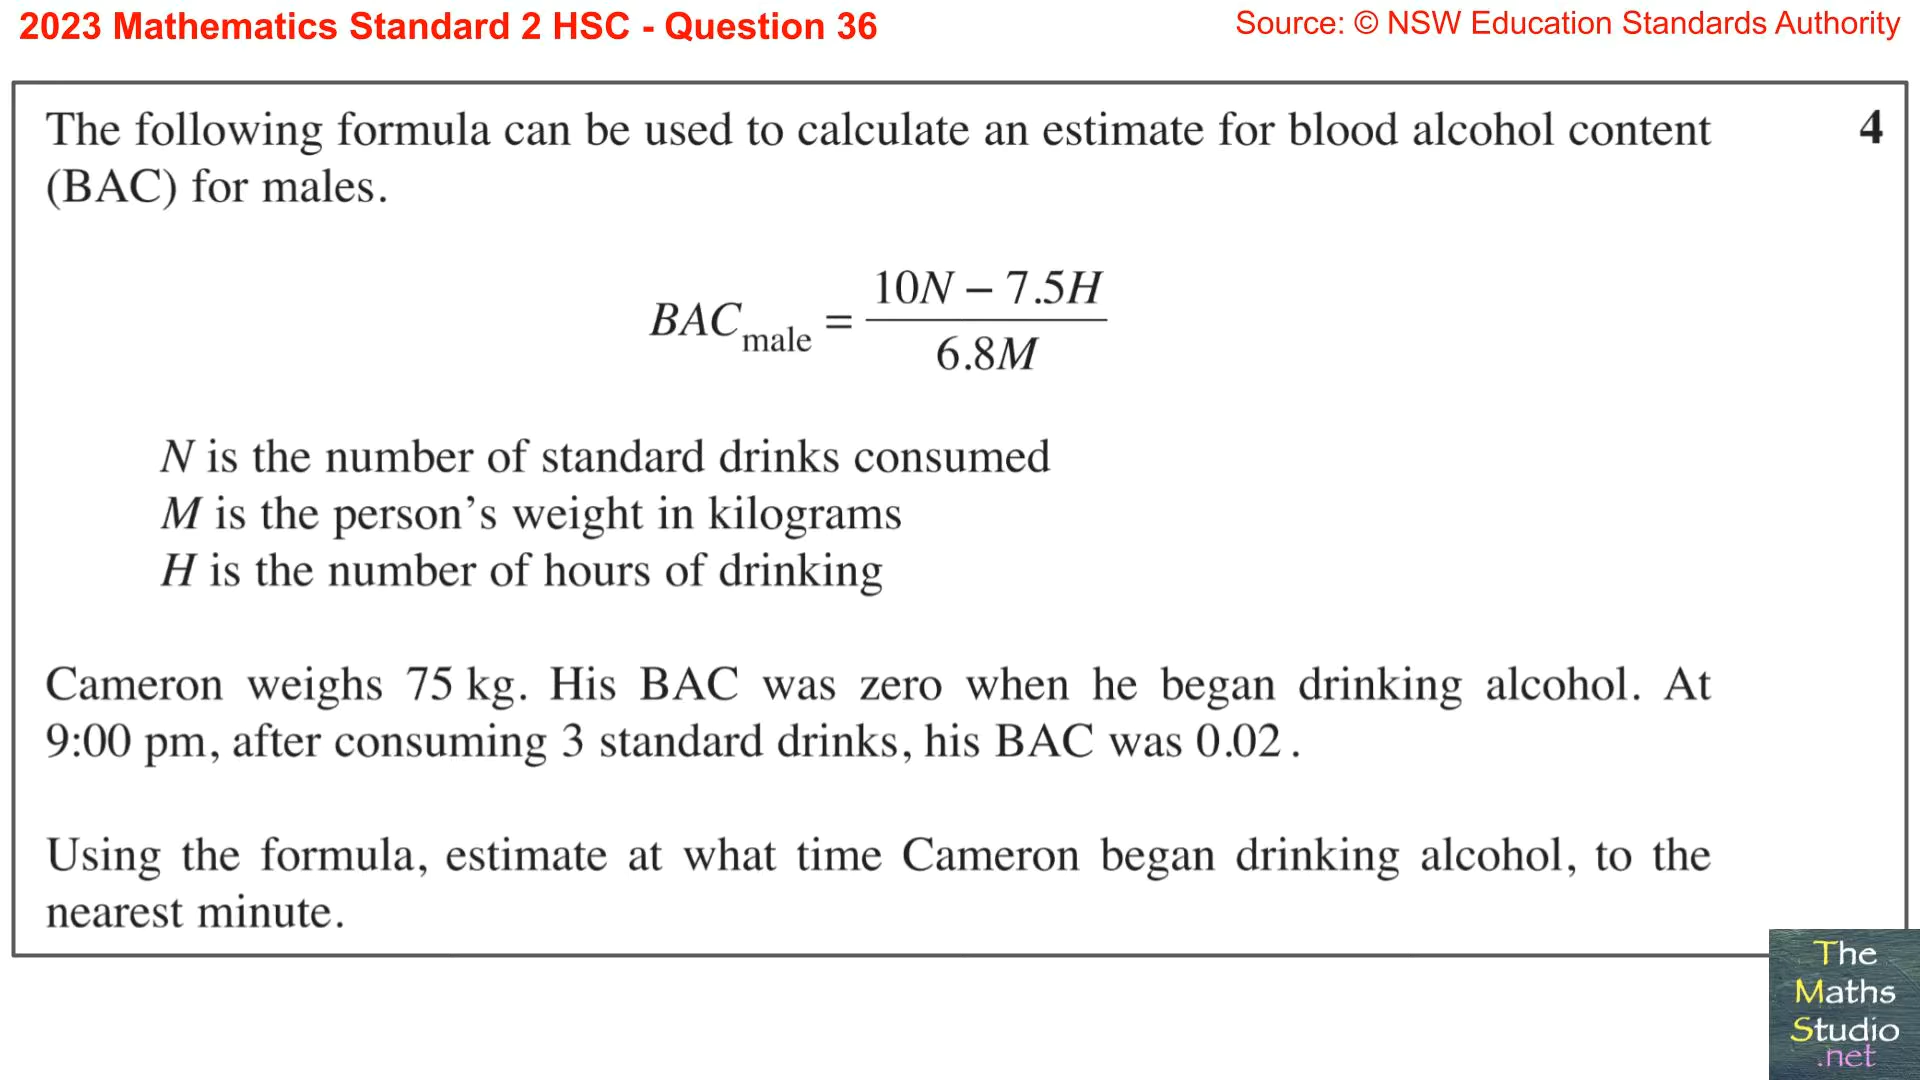 2023 Mathematics Standard 2 HSC - Question 36
Source: © NSW Education Standards Authority
The following formula can be used to calculate an estimate for blood alcohol content 4
(BAC) for males.
BAC_male = (10N – 7.5H) / (6.8M)
N is the number of standard drinks consumed
M is the person’s weight in kilograms
H is the number of hours of drinking
Cameron weighs 75 kg. His BAC was zero when he began drinking alcohol. At
9:00 pm, after consuming 3 standard drinks, his BAC was 0.02 .
Using the formula, estimate at what time Cameron began drinking alcohol, to the
nearest minute.
The
Maths
Studio
.net